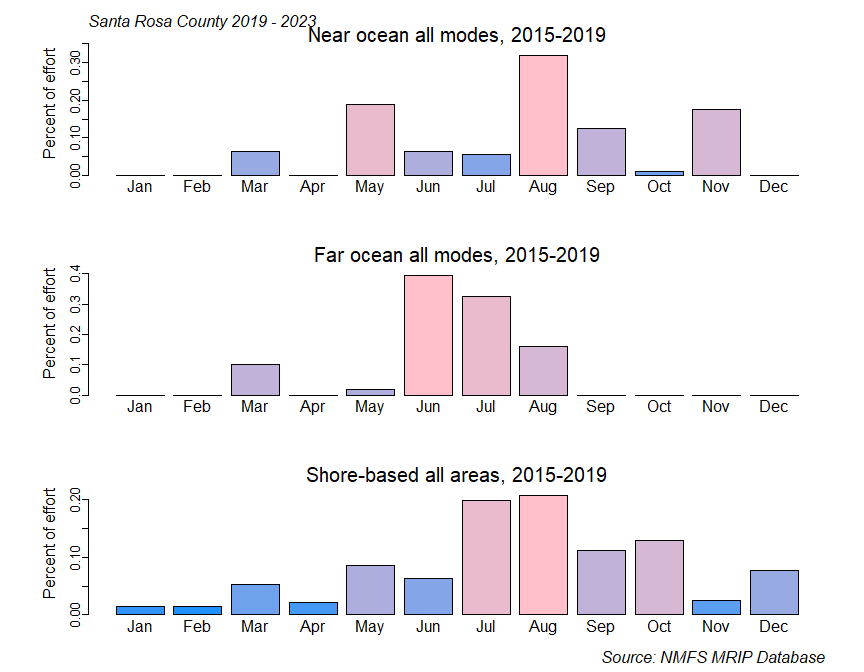 Santa Rosa County 2019 - 2023
Near ocean all modes, 2015-2019
Percent of effort
0.00 0.10 0.20 0.30
Jan Feb Mar Apr May Jun Jul Aug Sep Oct Nov Dec
Far ocean all modes, 2015-2019
Percent of effort
0.0 0.1 0.2 0.3 0.4
Jan Feb Mar Apr May Jun Jul Aug Sep Oct Nov Dec
Shore-based all areas, 2015-2019
Percent of effort
0.00 0.10 0.20
Jan Feb Mar Apr May Jun Jul Aug Sep Oct Nov Dec
Source: NMFS MRIP Database